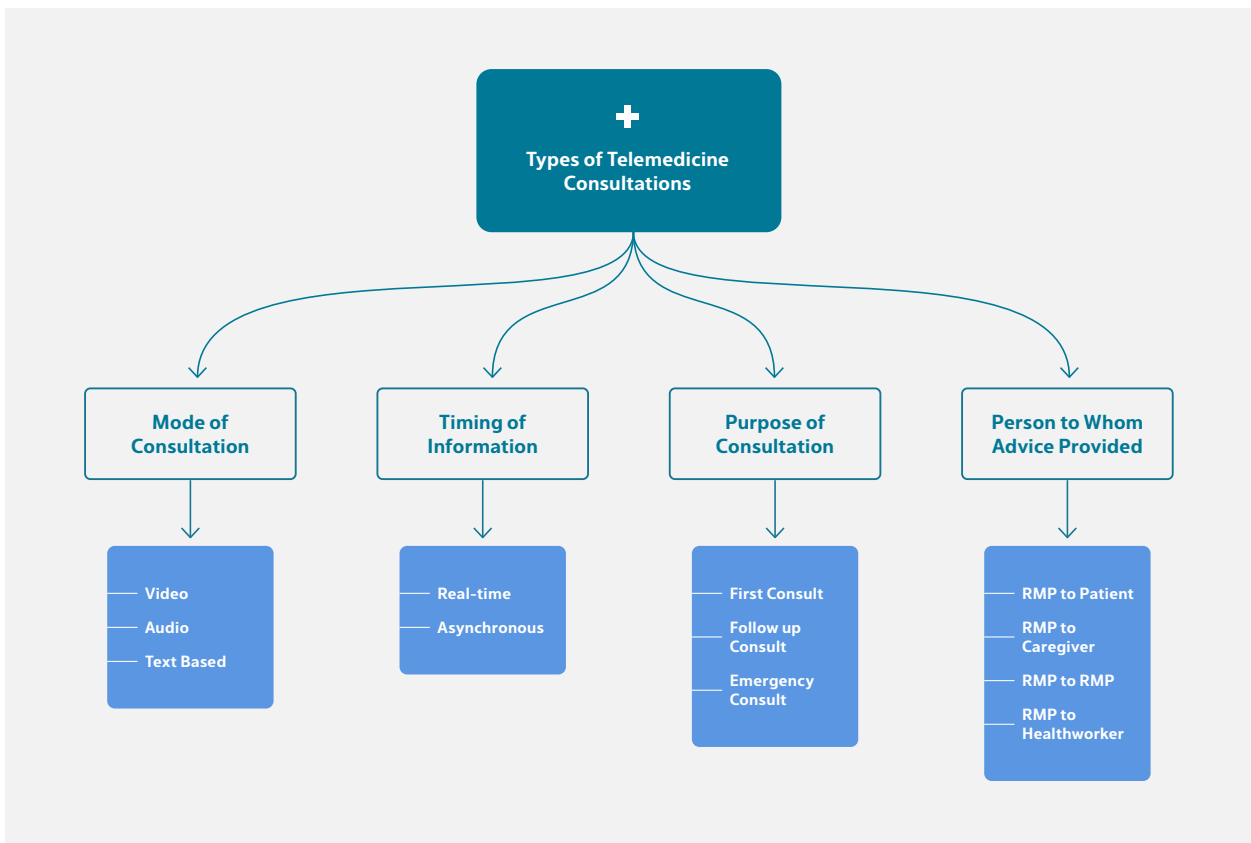 Types of Telemedicine
Consultations
Mode of
Consultation
Timing of
Information
Purpose of
Consultation
Person to Whom
Advice Provided
Video
Audio
Text Based
Real-time
Asynchronous
First Consult
Follow up
Consult
Emergency
Consult
RMP to Patient
RMP to
Caregiver
RMP to RMP
RMP to
Healthworker